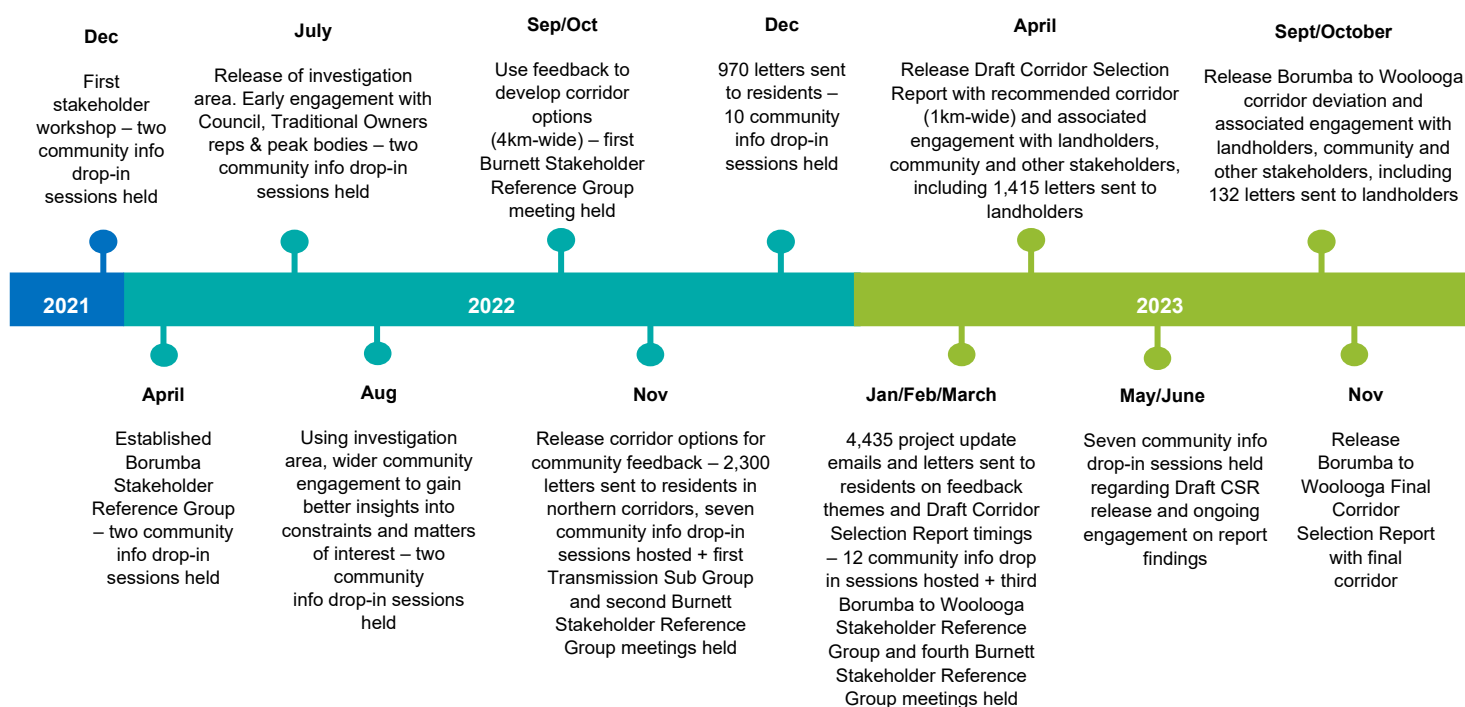 Dec
First
stakeholder
workshop – two
community info
drop-in
sessions held
July
Release of investigation
area. Early engagement with
Council, Traditional Owners
reps & peak bodies – two
community info drop-in
sessions held
Sep/Oct
Use feedback to
develop corridor
options
(4km-wide) – first
Burnett Stakeholder
Reference Group
meeting held
Dec
970 letters sent
to residents –
10 community
info drop-in
sessions held
April
Release Draft Corridor Selection
Report with recommended corridor
(1km-wide) and associated
engagement with landholders,
community and other stakeholders,
including 1,415 letters sent to
landholders
Sept/October
Release Borumba to Woolooga
corridor deviation and
associated engagement with
landholders, community and
other stakeholders, including
132 letters sent to landholders
2021
2022
2023
April
Established
Borumba
Stakeholder
Reference Group
– two community
info drop-in
sessions held
Aug
Using investigation
area, wider community
engagement to gain
better insights into
constraints and matters
of interest – two
community
info drop-in sessions
held
Nov
Release corridor options for
community feedback – 2,300
letters sent to residents in
northern corridors, seven
community info drop-in
sessions hosted + first
Transmission Sub Group
and second Burnett
Stakeholder Reference
Group meetings held
Jan/Feb/March
4,435 project update
emails and letters sent to
residents on feedback
themes and Draft Corridor
Selection Report timings
– 12 community info drop
in sessions hosted + third
Borumba to Woolooga
Stakeholder Reference
Group and fourth Burnett
Stakeholder Reference
Group meetings held
May/June
Seven community info
drop-in sessions held
regarding Draft CSR
release and ongoing
engagement on report
findings
Nov
Release
Borumba to
Woolooga Final
Corridor
Selection Report
with final
corridor